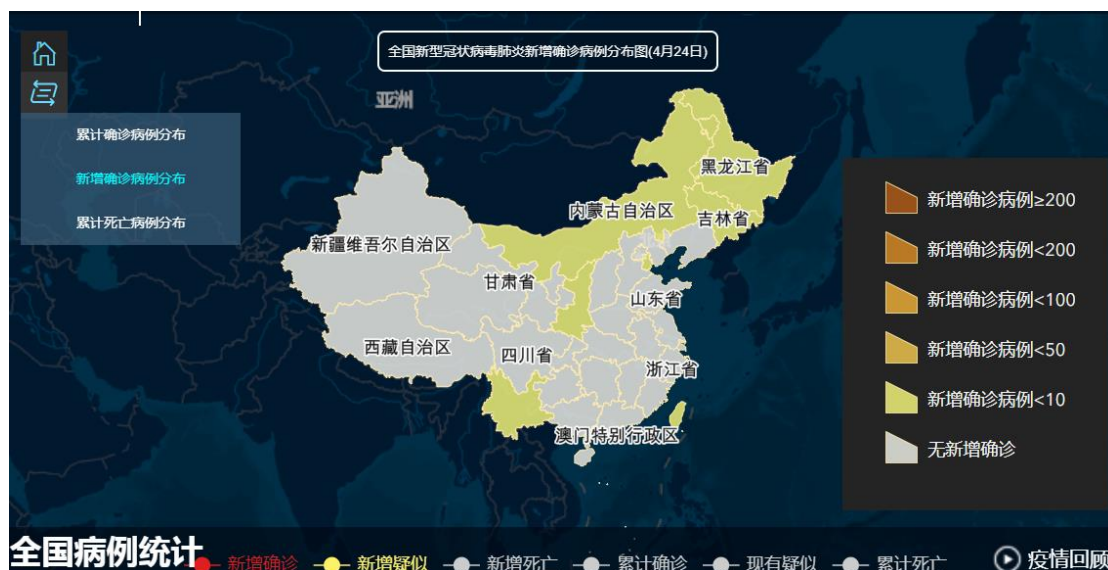 全国新型冠状病毒肺炎新增确诊病例分布图(4月24日)
亚洲
累计确诊病例分布
新增确诊病例分布
累计死亡病例分布
黑龙江省
内蒙古自治区
吉林省
新疆维吾尔自治区
甘肃省
山东省
西藏自治区
四川省
浙江省
澳门特别行政区
新增确诊病例≥200
新增确诊病例<200
新增确诊病例<100
新增确诊病例<50
新增确诊病例<10
无新增确诊
全国病例统计
新增确诊 新增疑似 新增死亡 累计确诊 现有疑似 累计死亡
疫情回顾